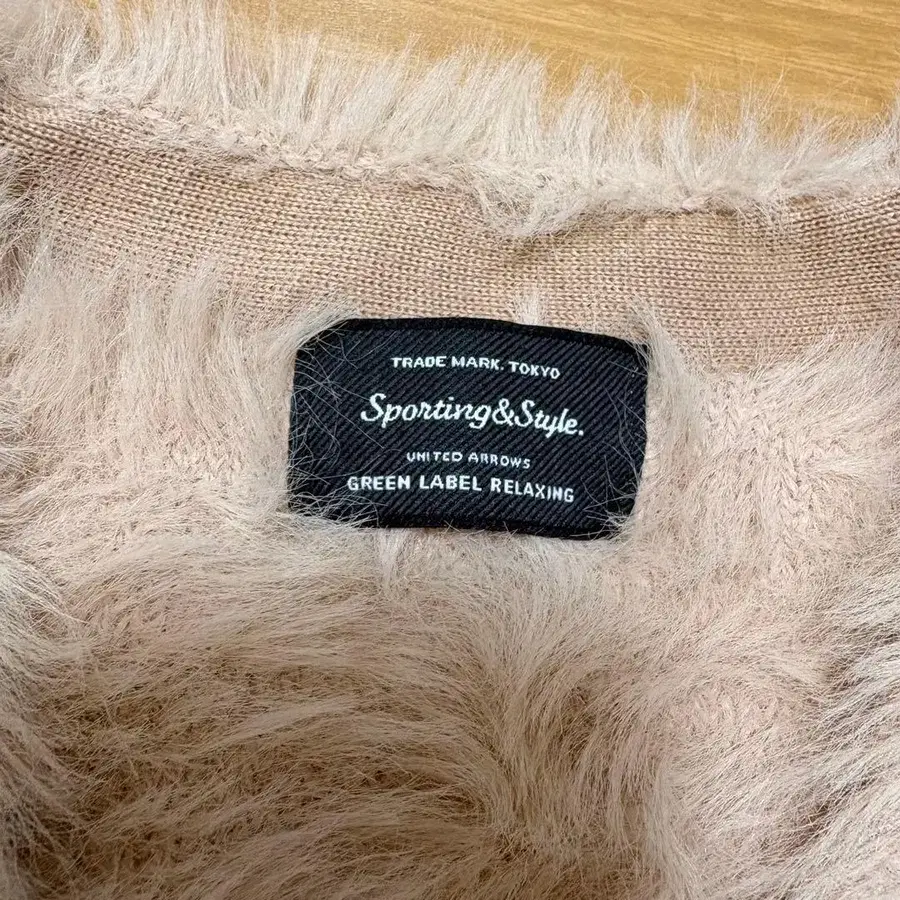 TRADE MARK. TOKYO
Sporting&Style.
UNITED ARROWS
GREEN LABEL RELAXING